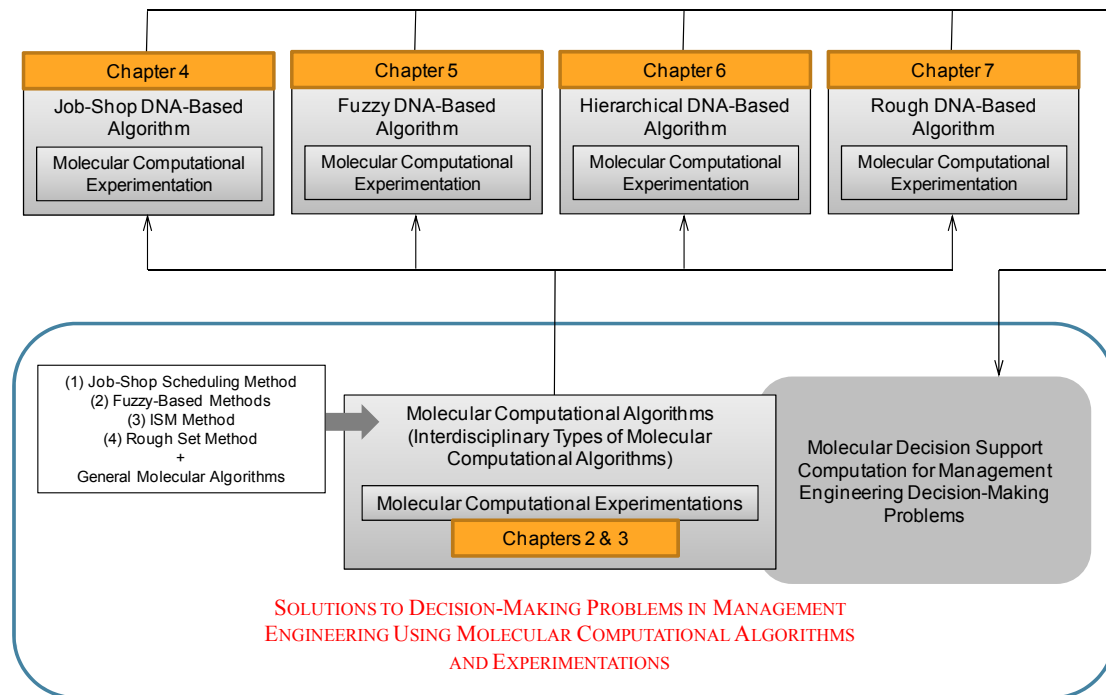 Chapter 4
Job-Shop DNA-Based
Algorithm
Molecular Computational
Experimentation
Chapter 5
Fuzzy DNA-Based
Algorithm
Molecular Computational
Experimentation
Chapter 6
Hierarchical DNA-Based
Algorithm
Molecular Computational
Experimentation
Chapter 7
Rough DNA-Based
Algorithm
Molecular Computational
Experimentation
(1) Job-Shop Scheduling Method
(2) Fuzzy-Based Methods
(3) ISM Method
(4) Rough Set Method
+
General Molecular Algorithms
Molecular Computational Algorithms
(Interdisciplinary Types of Molecular
Computational Algorithms)
Molecular Computational Experimentations
Chapters 2 & 3
Molecular Decision Support
Computation for Management
Engineering Decision-Making
Problems
SOLUTIONS TO DECISION-MAKING PROBLEMS IN MANAGEMENT
ENGINEERING USING MOLECULAR COMPUTATIONAL ALGORITHMS
AND EXPERIMENTATIONS